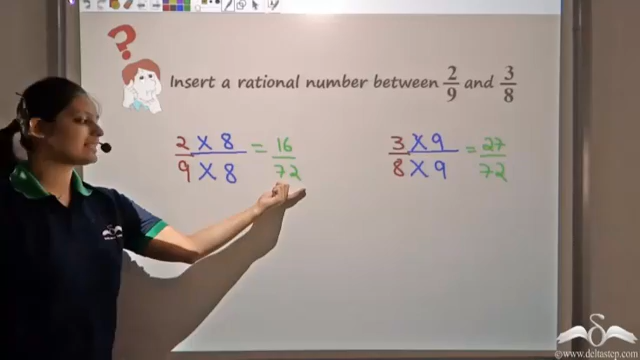 ?
Insert a rational number between 2/9 and 3/8
2 × 8 / 9 × 8 = 16/72
3 × 9 / 8 × 9 = 27/72
©www.deltastep.com